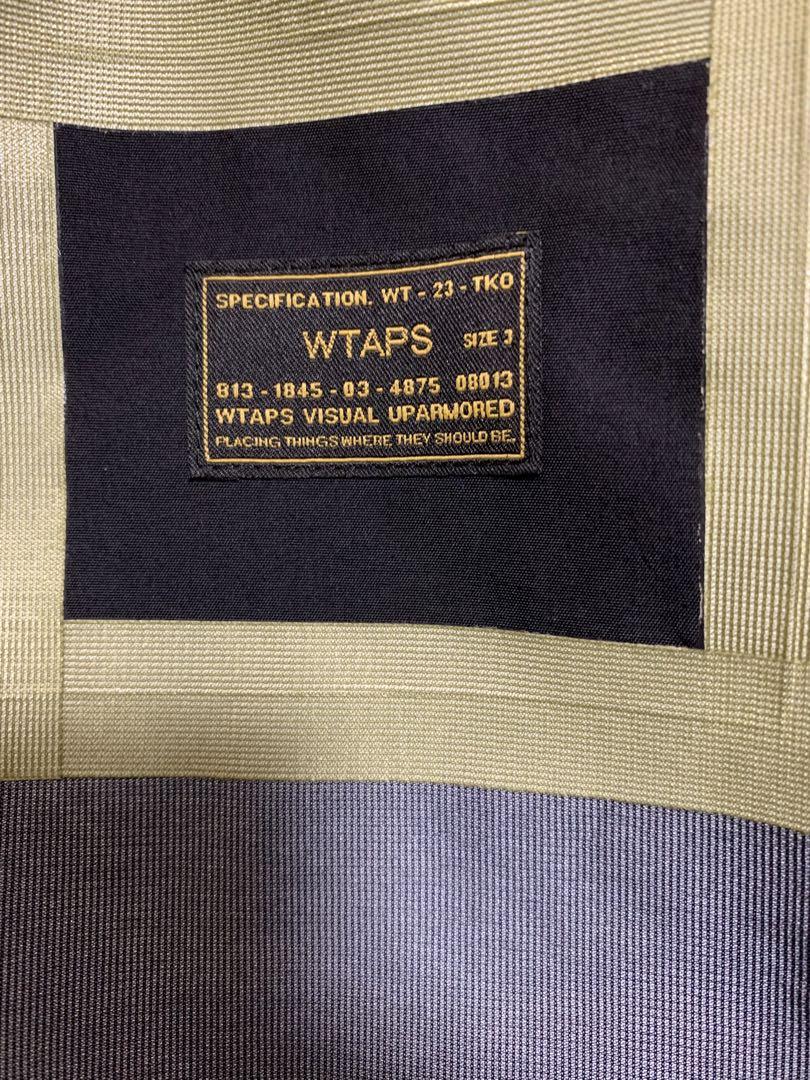 SPECIFICATION. WT - 23 - TKO
WTAPS SIZE 3
813 - 1845 - 03 - 4875 08013
WTAPS VISUAL UPARMORED
PLACING THINGS WHERE THEY SHOULD BE.